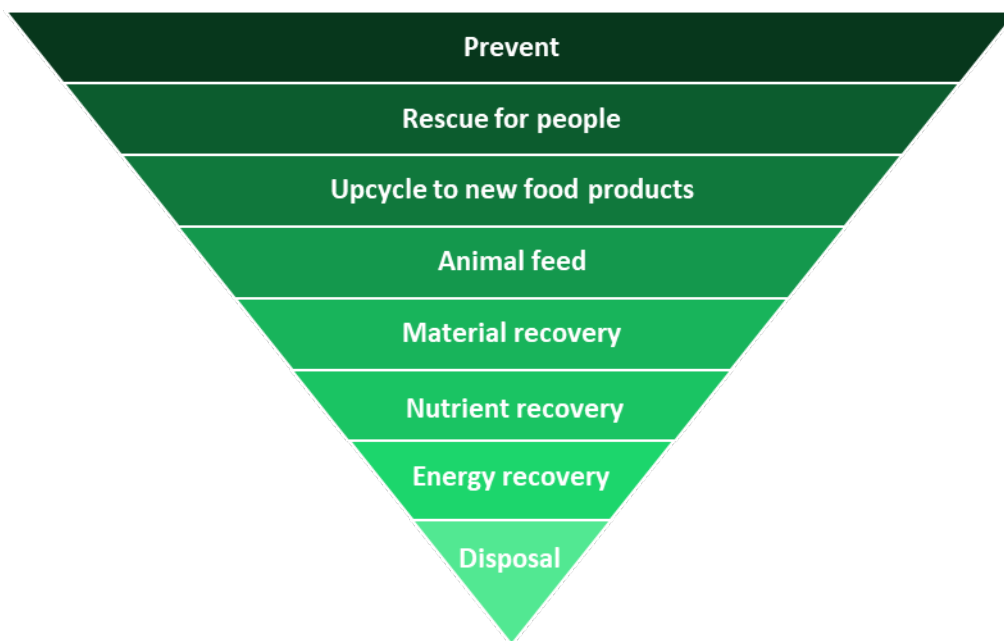 Prevent
Rescue for people
Upcycle to new food products
Animal feed
Material recovery
Nutrient recovery
Energy recovery
Disposal